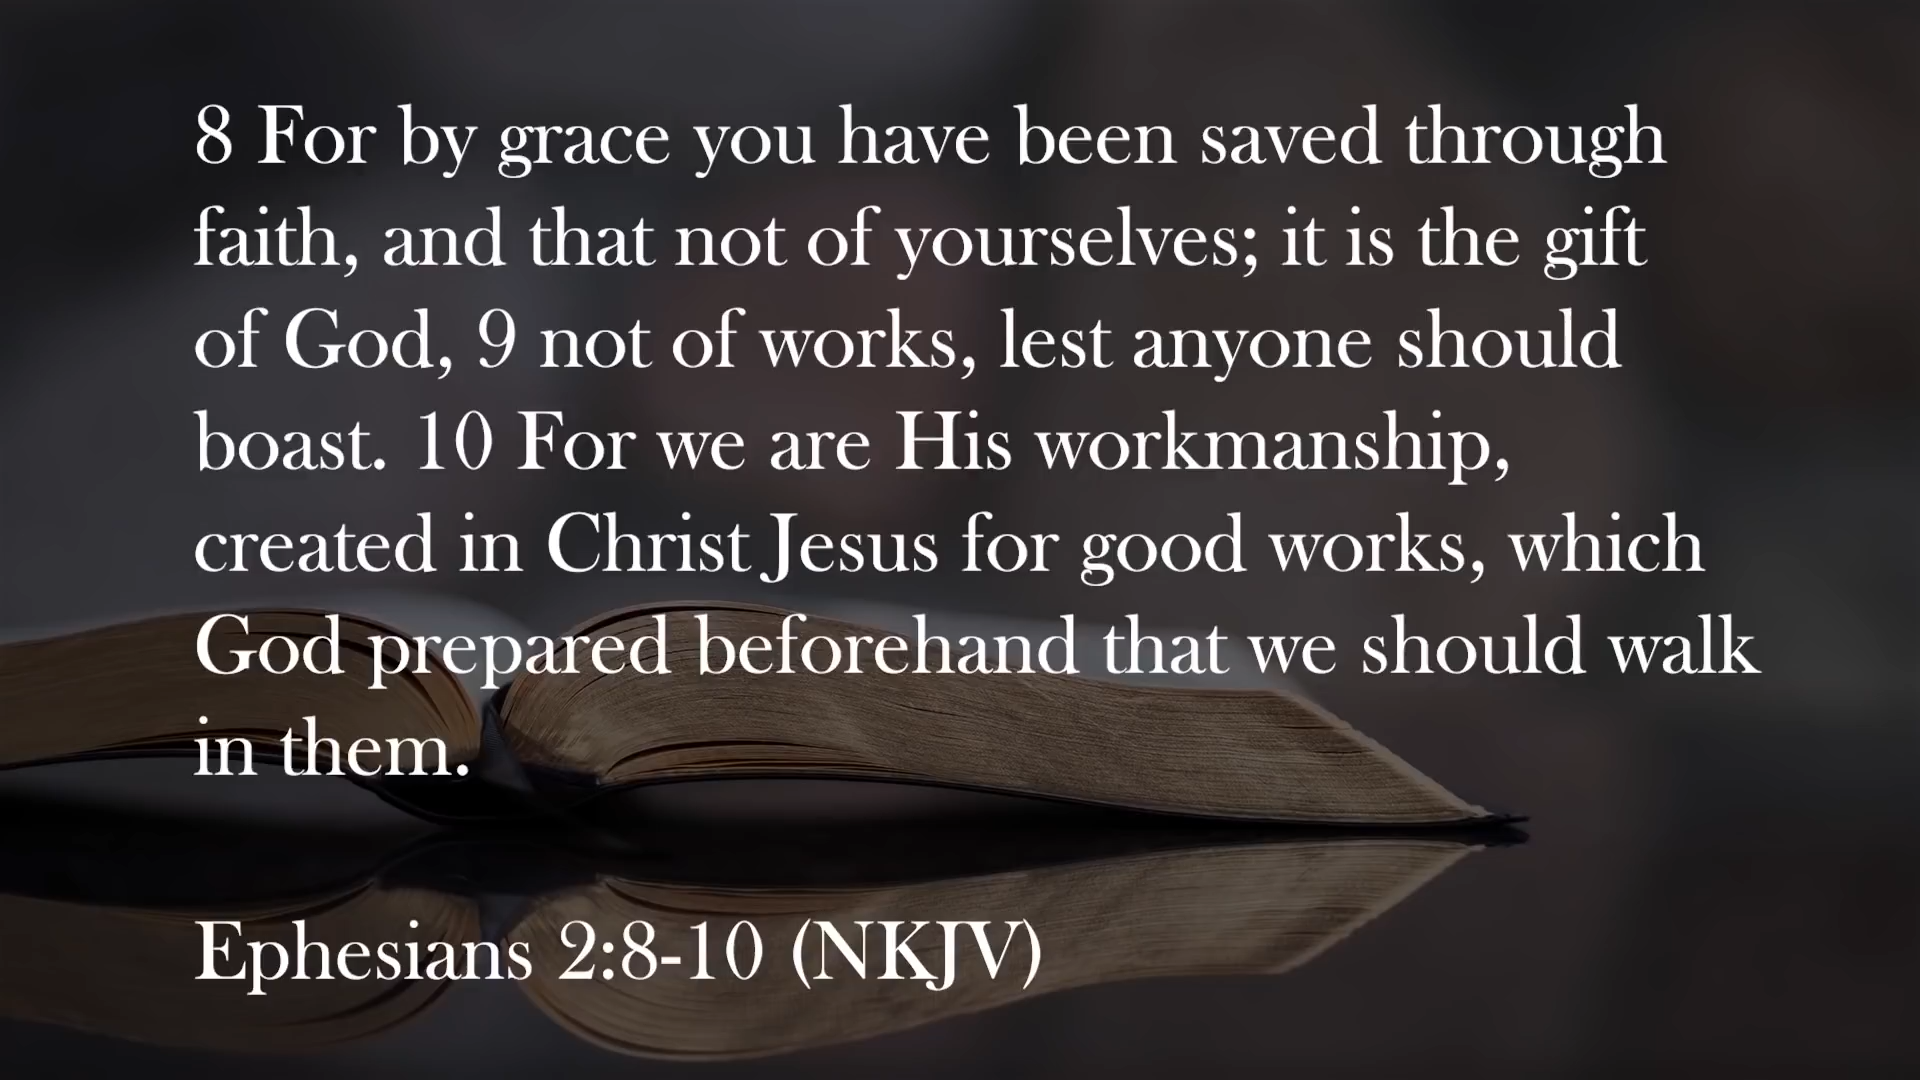 8 For by grace you have been saved through
faith, and that not of yourselves; it is the gift
of God, 9 not of works, lest anyone should
boast. 10 For we are His workmanship,
created in Christ Jesus for good works, which
God prepared beforehand that we should walk
in them.
Ephesians 2:8-10 (NKJV)